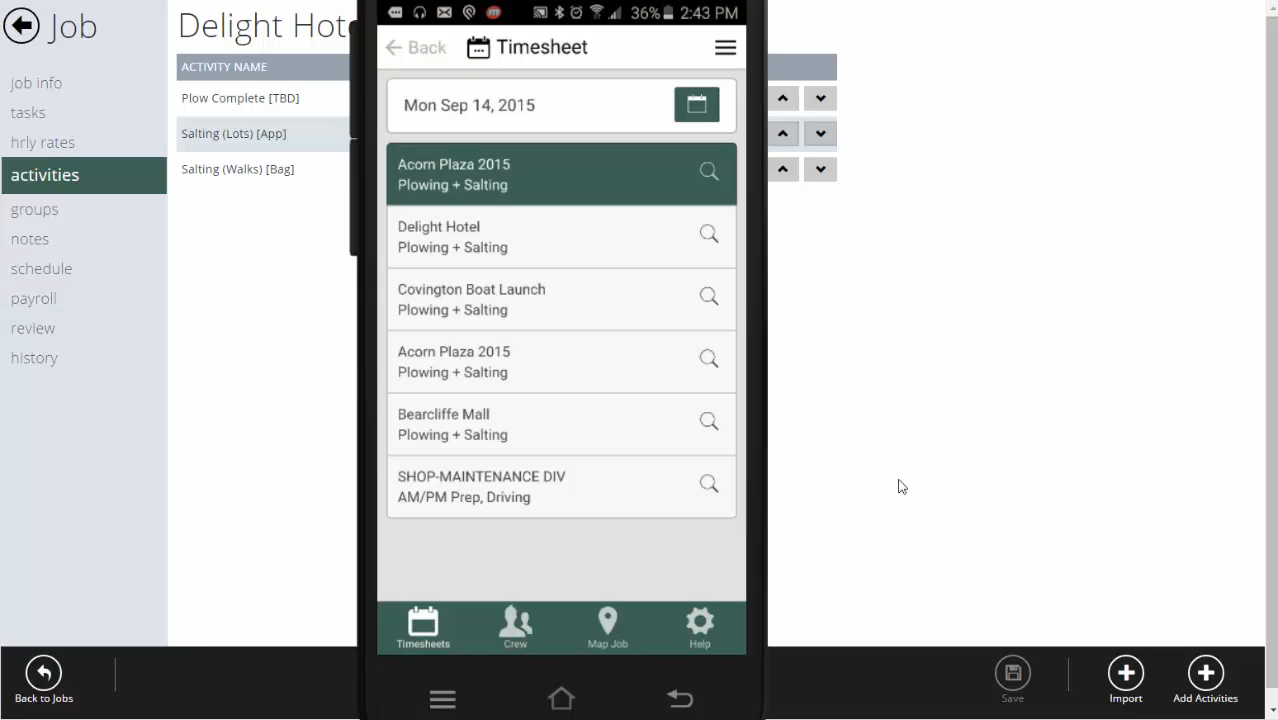 Job
job info
tasks
hrly rates
activities
groups
notes
schedule
payroll
review
history
Delight Hot
ACTIVITY NAME
Plow Complete [TBD]
Salting (Lots) [App]
Salting (Walks) [Bag]
36% 2:43 PM
Back
Timesheet
Mon Sep 14, 2015
Acorn Plaza 2015
Plowing + Salting
Delight Hotel
Plowing + Salting
Covington Boat Launch
Plowing + Salting
Acorn Plaza 2015
Plowing + Salting
Bearcliffe Mall
Plowing + Salting
SHOP-MAINTENANCE DIV
AM/PM Prep, Driving
Timesheets
Crew
Map Job
Help
Back to Jobs
Save
Import
Add Activities